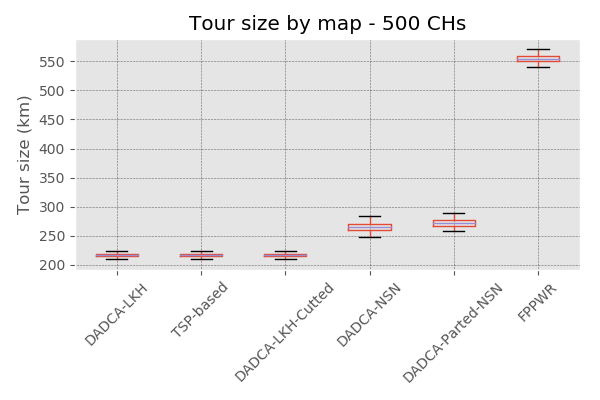 Tour size by map - 500 CHs
Tour size (km)
550
500
450
400
350
300
250
200
DADCA-LKH
TSP-based
DADCA-LKH-Cutted
DADCA-NSN
DADCA-Parted-NSN
FPPWR